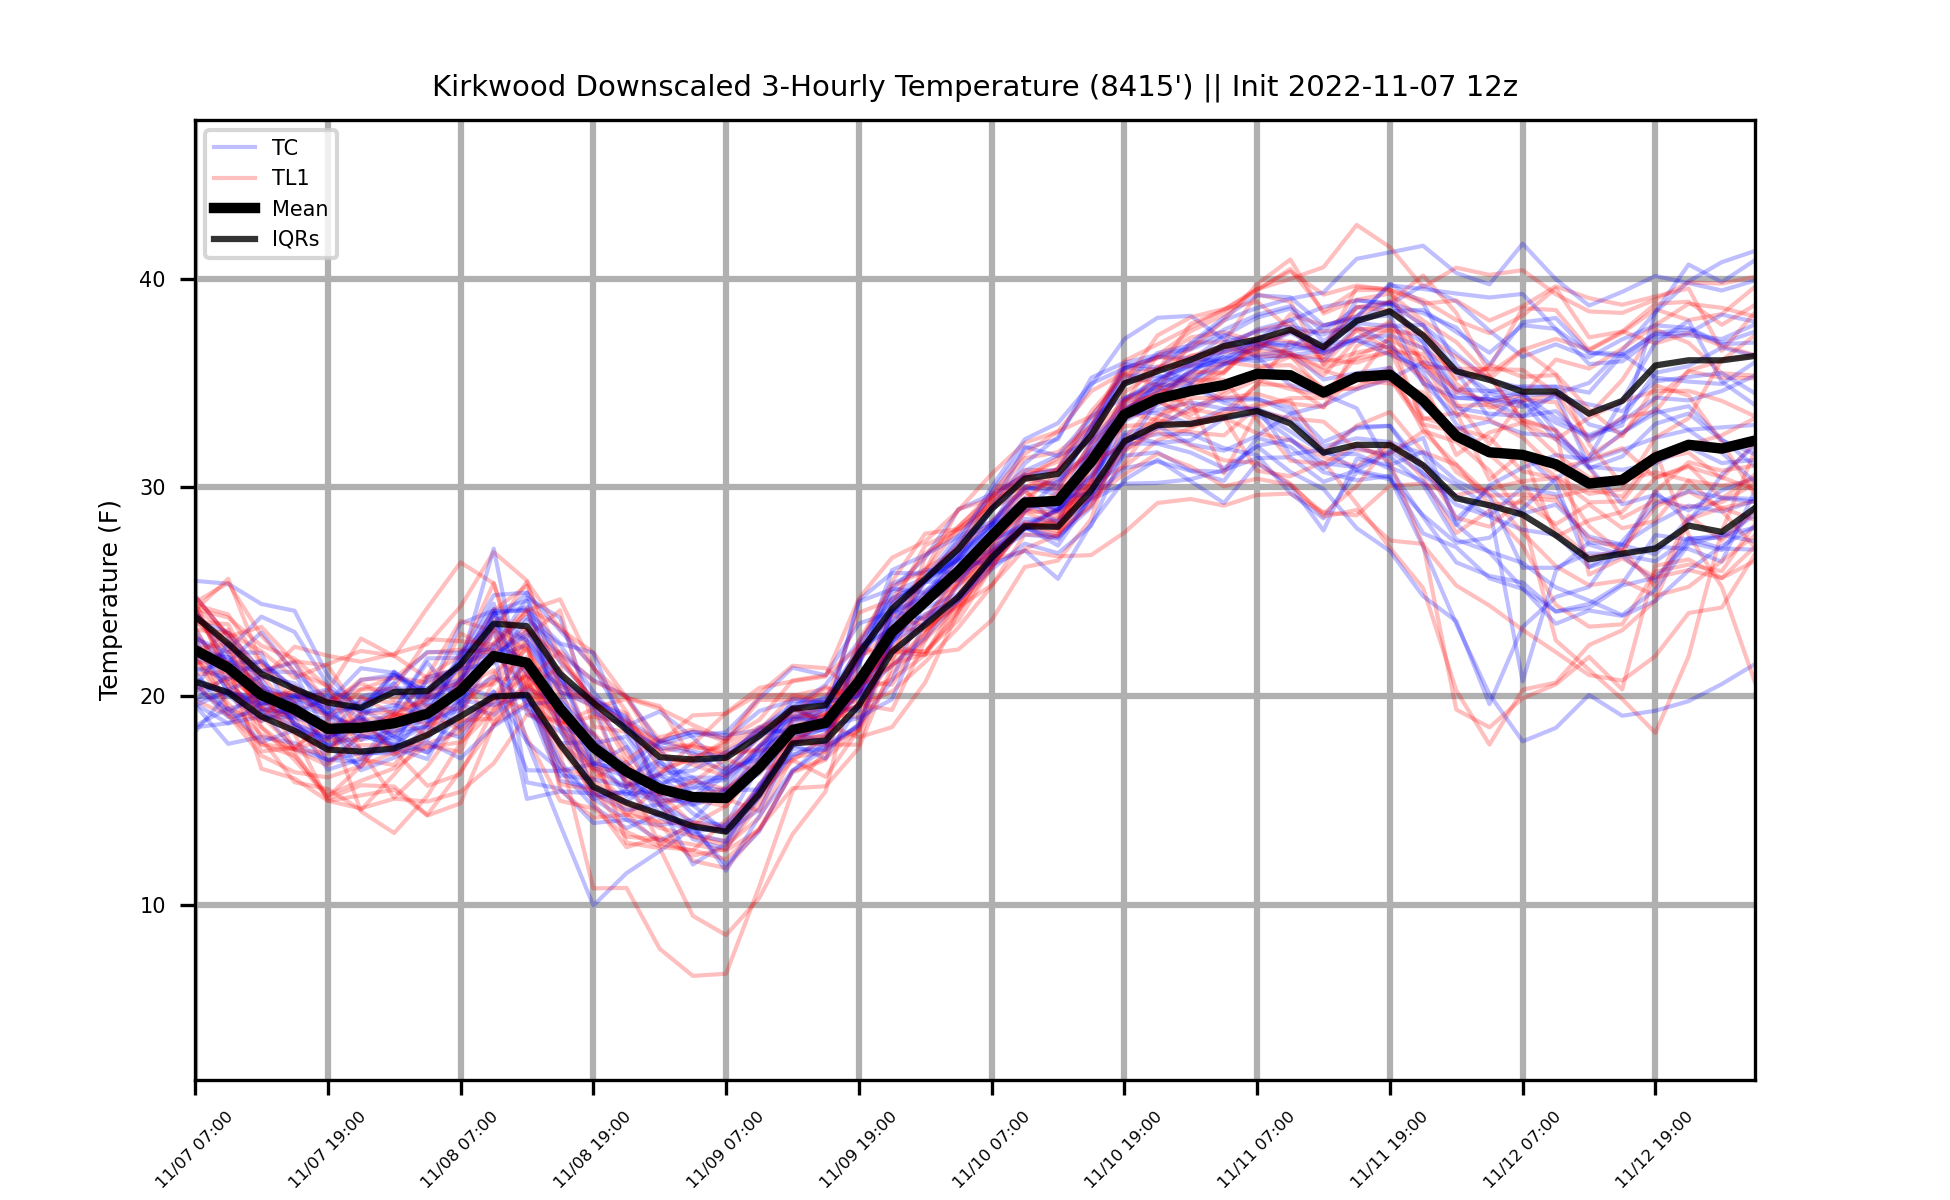 Kirkwood Downscaled 3-Hourly Temperature (8415') || Init 2022-11-07 12z
TC
TL1
Mean
IQRs
Temperature (F)
40
30
20
10
11/07 07:00
11/07 19:00
11/08 07:00
11/08 19:00
11/09 07:00
11/09 19:00
11/10 07:00
11/10 19:00
11/11 07:00
11/11 19:00
11/12 07:00
11/12 19:00